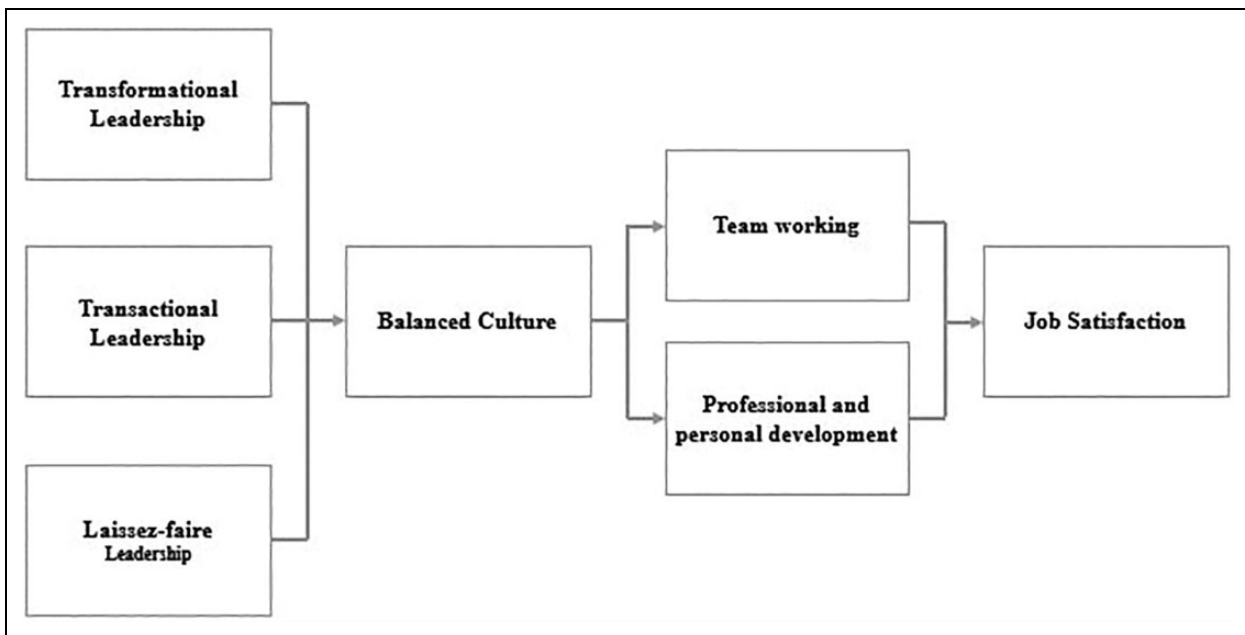 Transformational
Leadership
Transactional
Leadership
Laissez-faire
Leadership
Balanced Culture
Team working
Professional and
personal development
Job Satisfaction